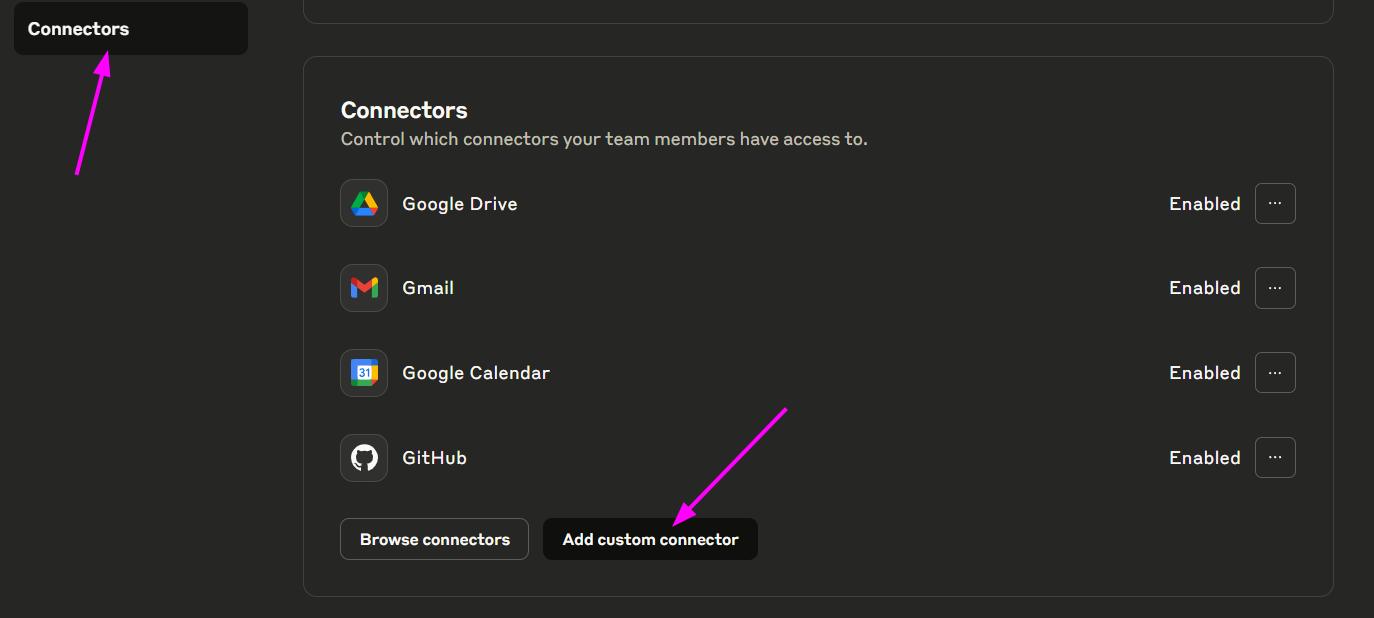 Connectors
Connectors
Control which connectors your team members have access to.
Google Drive
Enabled
...
Gmail
Enabled
...
31
Google Calendar
Enabled
...
GitHub
Enabled
...
Browse connectors
Add custom connector